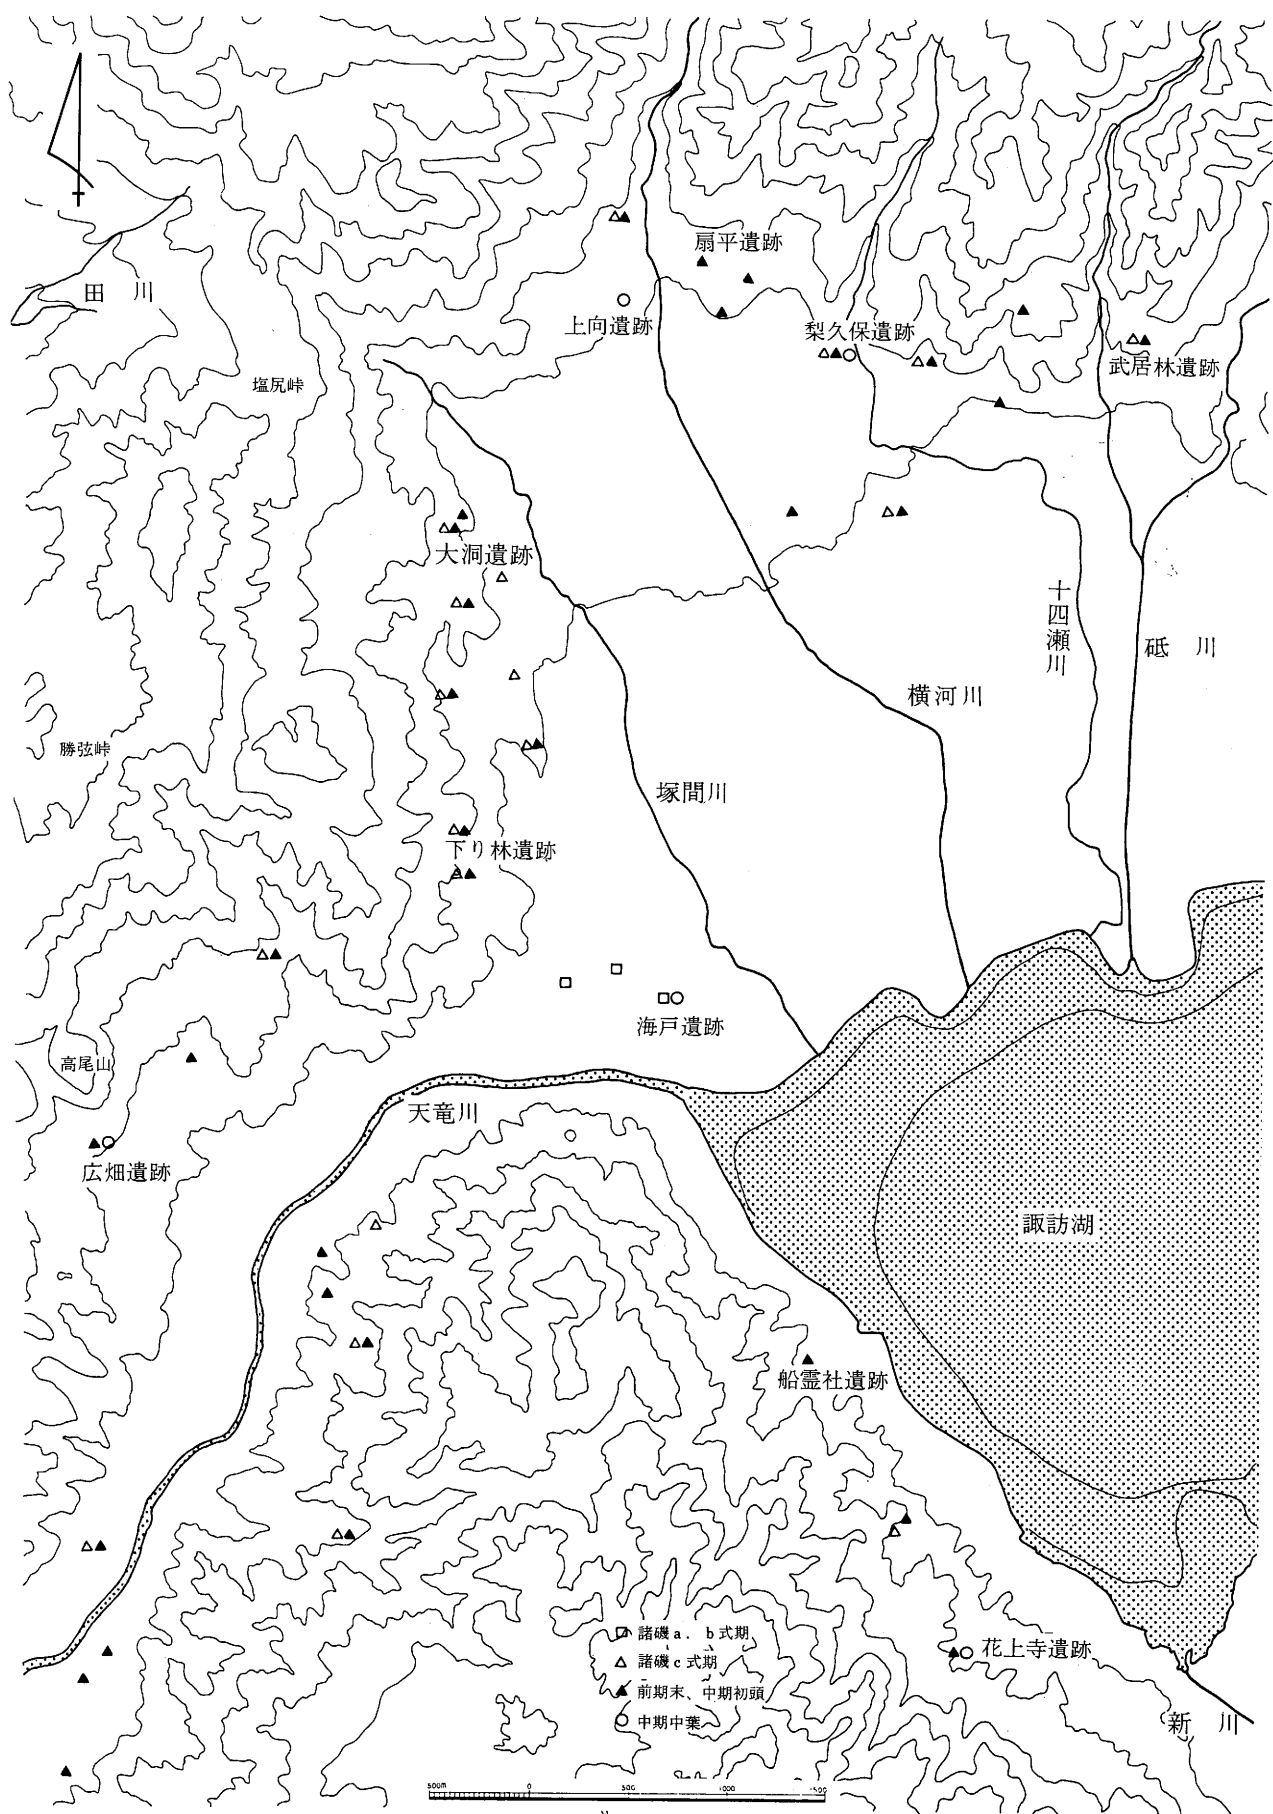 扇平遺跡
田 川
上向遺跡
梨久保遺跡
武居林遺跡
塩尻峠
大洞遺跡
十四瀬川
砥 川
横河川
勝弦峠
塚間川
下り林遺跡
海戸遺跡
高尾山
天竜川
広畑遺跡
諏訪湖
船霊社遺跡
諸磯a．b式期
諸磯c式期
前期末、中期初頭
中期中葉
花上寺遺跡
新 川
500m 0 500 1000 1500